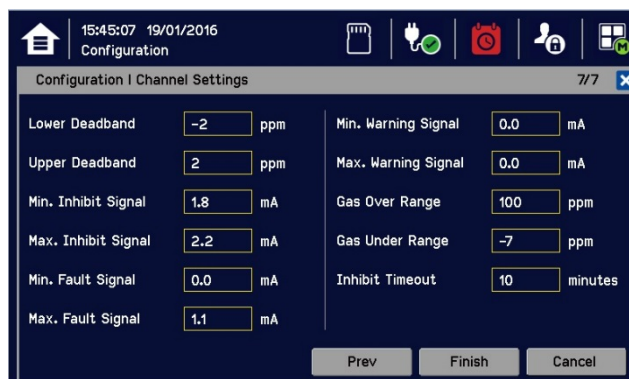 15:45:07 19/01/2016
Configuration
M
Configuration | Channel Settings 7/7 X
Lower Deadband -2 ppm
Upper Deadband 2 ppm
Min. Inhibit Signal 1.8 mA
Max. Inhibit Signal 2.2 mA
Min. Fault Signal 0.0 mA
Max. Fault Signal 1.1 mA
Min. Warning Signal 0.0 mA
Max. Warning Signal 0.0 mA
Gas Over Range 100 ppm
Gas Under Range -7 ppm
Inhibit Timeout 10 minutes
Prev Finish Cancel